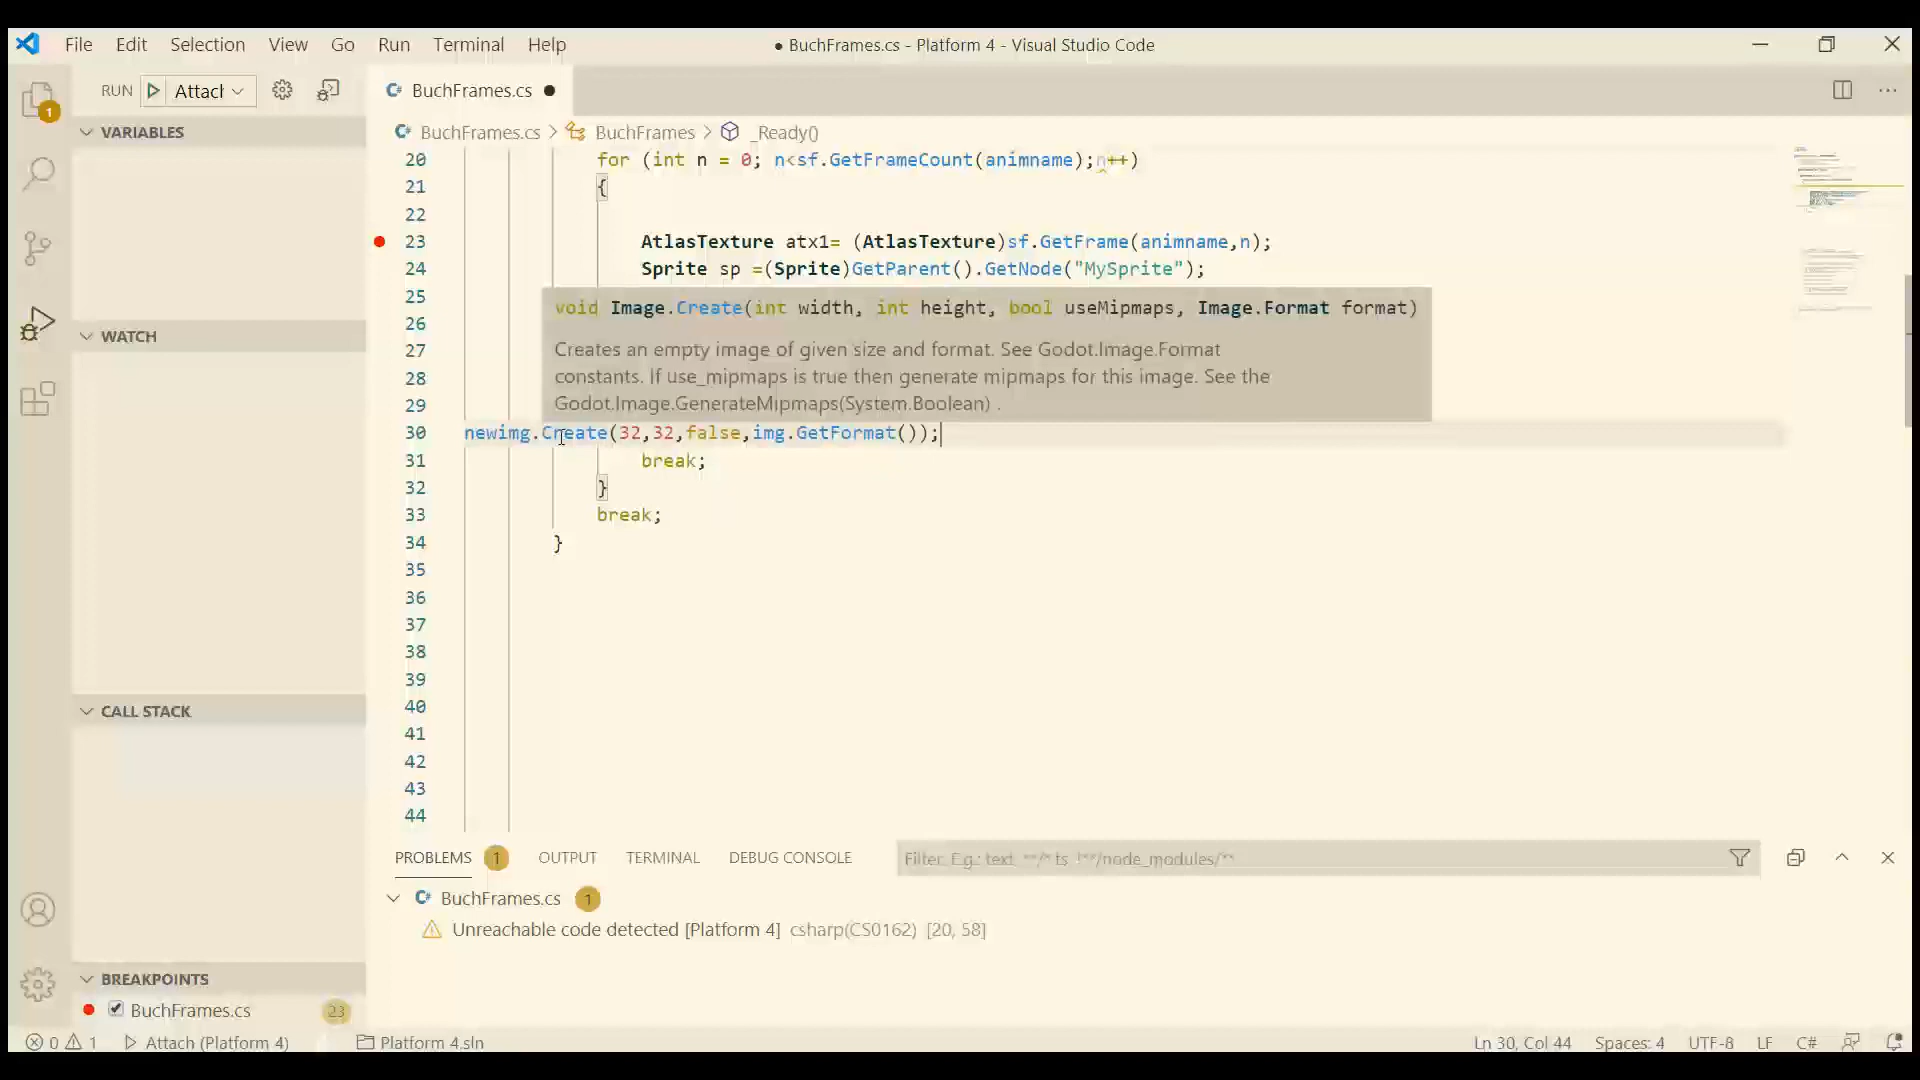 File Edit Selection View Go Run Terminal Help
● BuchFrames.cs - Platform 4 - Visual Studio Code
1
RUN Attacl
VARIABLES
WATCH
CALL STACK
BREAKPOINTS
BuchFrames.cs 23
BuchFrames.cs ●
BuchFrames.cs > BuchFrames > _Ready()
20 for (int n = 0; n<sf.GetFrameCount(animname);n++)
21 {
22
23 AtlasTexture atx1= (AtlasTexture)sf.GetFrame(animname,n);
24 Sprite sp =(Sprite)GetParent().GetNode("MySprite");
25
26
27
28
29
void Image.Create(int width, int height, bool useMipmaps, Image.Format format)
Creates an empty image of given size and format. See Godot.Image.Format
constants. If use_mipmaps is true then generate mipmaps for this image. See the
Godot.Image.GenerateMipmaps(System.Boolean) .
30 newimg.Create(32,32,false,img.GetFormat());
31 break;
32 }
33 break;
34 }
35
36
37
38
39
40
41
42
43
44
PROBLEMS 1 OUTPUT TERMINAL DEBUG CONSOLE Filter. E.g.: text, **/*.ts, !**/node_modules/**
BuchFrames.cs 1
Unreachable code detected [Platform 4] csharp(CS0162) [20, 58]
0 1 Attach (Platform 4) Platform 4.sln Ln 30, Col 44 Spaces: 4 UTF-8 LF C#